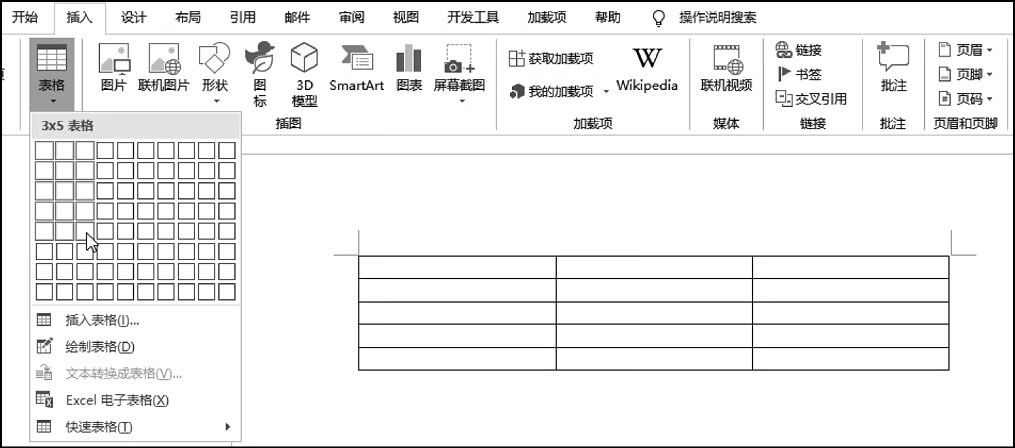 开始 插入 设计 布局 引用 邮件 审阅 视图 开发工具 加载项 帮助 操作说明搜索
表格 图片 联机图片 形状 图标 3D模型 SmartArt 图表 屏幕截图 获取加载项 我的加载项 Wikipedia 联机视频 链接 书签 交叉引用 批注 页眉 页脚 页码
插图 加载项 媒体 链接 批注 页眉和页脚
3x5 表格
插入表格(I)...
绘制表格(D)
文本转换成表格(V)...
Excel 电子表格(X)
快速表格(T)